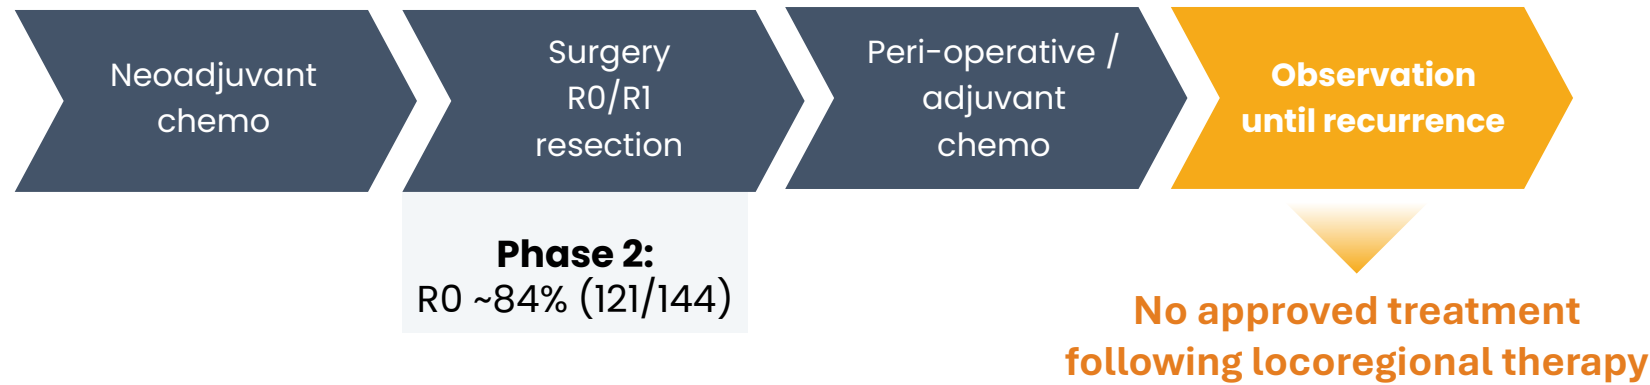 Neoadjuvant
chemo
Surgery
R0/R1
resection
Peri-operative /
adjuvant
chemo
Observation
until recurrence
Phase 2:
R0 ~84% (121/144)
No approved treatment
following locoregional therapy